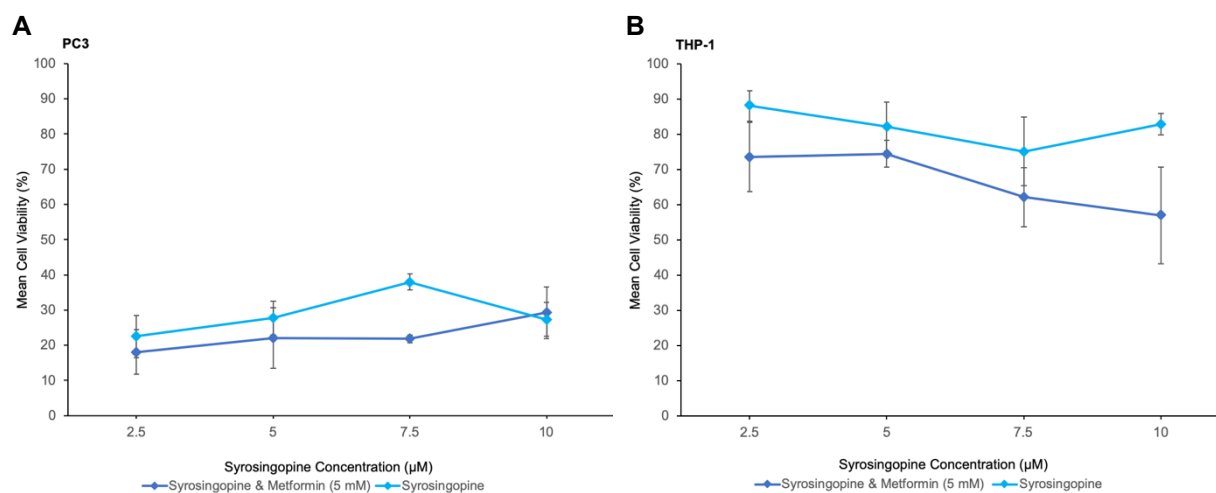 A
PC3
Mean Cell Viability (%)
100
90
80
70
60
50
40
30
20
10
0
2.5 5 7.5 10
Syrosingopine Concentration (µM)
Syrosingopine & Metformin (5 mM) Syrosingopine
B
THP-1
Mean Cell Viability (%)
100
90
80
70
60
50
40
30
20
10
0
2.5 5 7.5 10
Syrosingopine Concentration (µM)
Syrosingopine & Metformin (5 mM) Syrosingopine